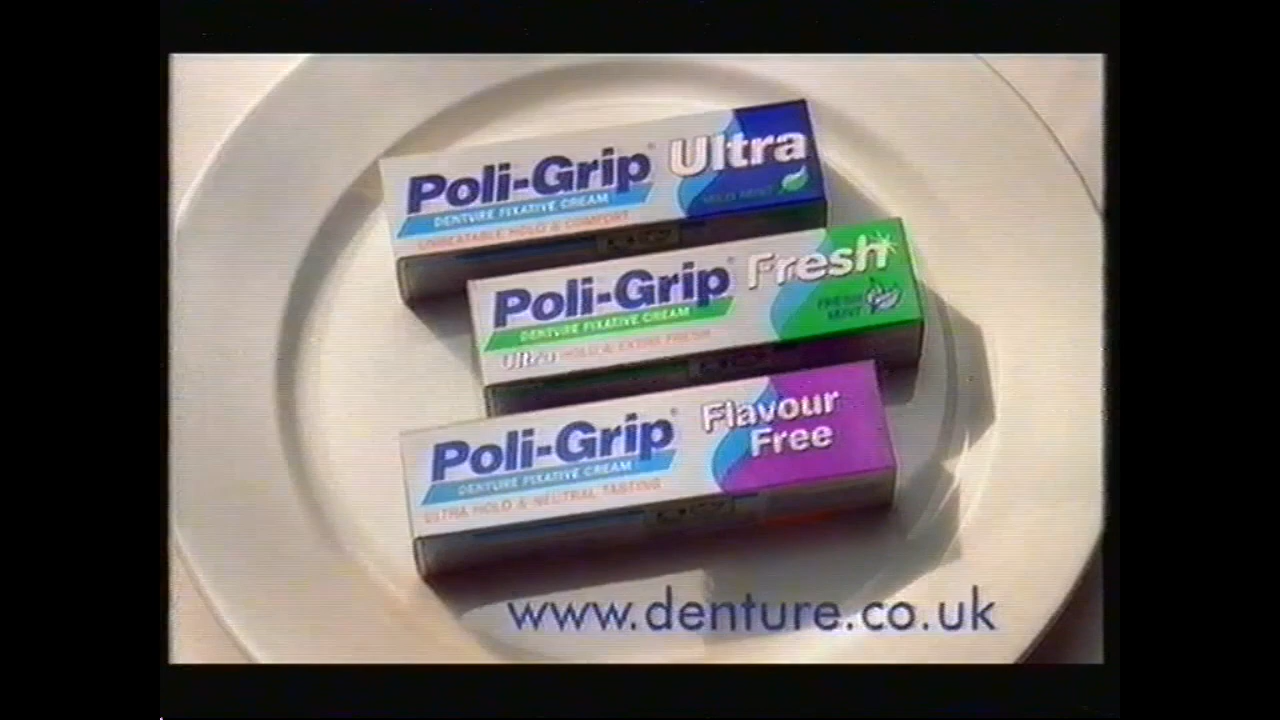 Poli-Grip® Ultra
DENTURE FIXATIVE CREAM
MILD MINT
UNBEATABLE HOLD & COMFORT
Poli-Grip® Fresh
DENTURE FIXATIVE CREAM
FRESH
MINT
Ultra HOLD & EXTRA FRESH
Poli-Grip® Flavour
Free
DENTURE FIXATIVE CREAM
ULTRA HOLD & NEUTRAL TASTING
www.denture.co.uk